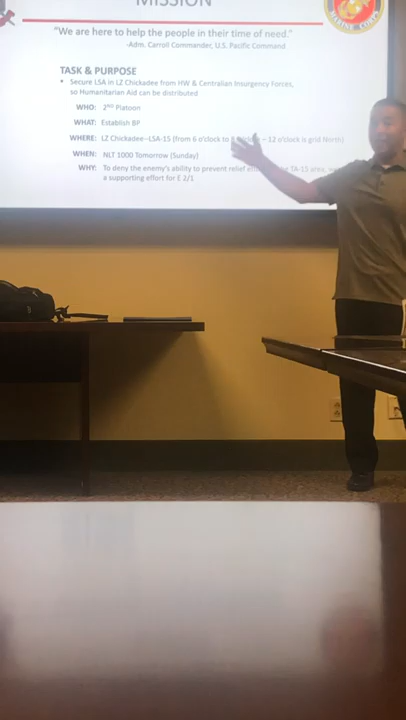 MISSION
"We are here to help the people in their time of need."
-Adm. Carroll Commander, U.S. Pacific Command
TASK & PURPOSE
• Secure LSA in LZ Chickadee from HW & Centralian Insurgency Forces,
so Humanitarian Aid can be distributed
WHO: 2ND Platoon
WHAT: Establish BP
WHERE: LZ Chickadee–LSA-15 (from 6 o'clock to – 12 o'clock is grid North)
WHEN: NLT 1000 Tomorrow (Sunday)
WHY: To deny the enemy's ability to prevent relief TA-15 area,
a supporting effort for E 2/1
MARINE CORPS